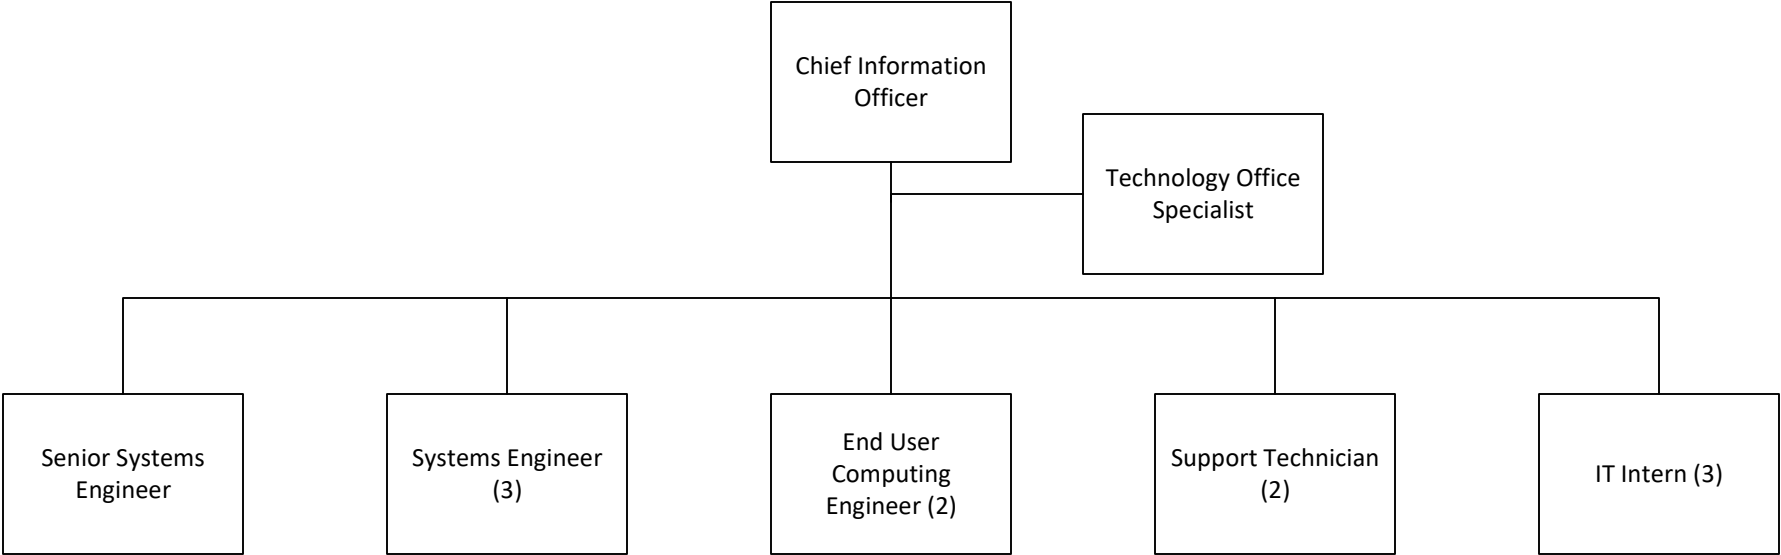 Chief Information
Officer
Technology Office
Specialist
Senior Systems
Engineer
Systems Engineer
(3)
End User
Computing
Engineer (2)
Support Technician
(2)
IT Intern (3)